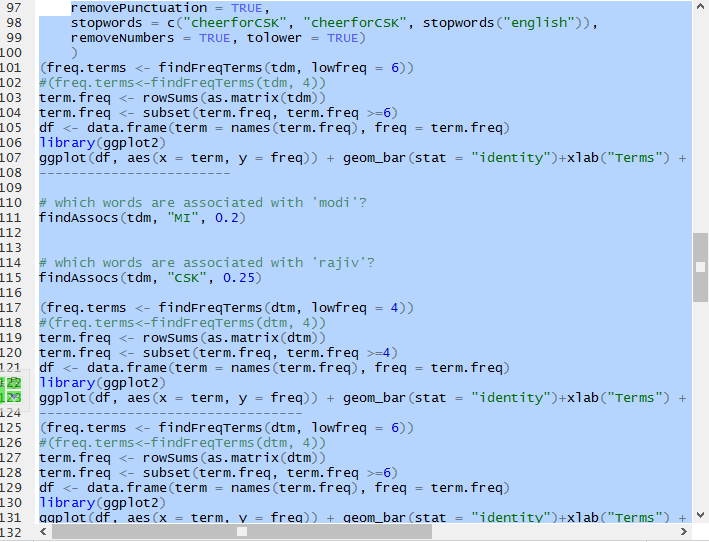 97 removePunctuation = TRUE,
98 stopwords = c("cheerforCSK", "cheerforCSK", stopwords("english")),
99 removeNumbers = TRUE, tolower = TRUE)
100 )
101 (freq.terms <- findFreqTerms(tdm, lowfreq = 6))
102 #(freq.terms<-findFreqTerms(tdm, 4))
103 term.freq <- rowSums(as.matrix(tdm))
104 term.freq <- subset(term.freq, term.freq >=6)
105 df <- data.frame(term = names(term.freq), freq = term.freq)
106 library(ggplot2)
107 ggplot(df, aes(x = term, y = freq)) + geom_bar(stat = "identity")+xlab("Terms") +
108 ------------------------
109
110 # which words are associated with 'modi'?
111 findAssocs(tdm, "MI", 0.2)
112
113
114 # which words are associated with 'rajiv'?
115 findAssocs(tdm, "CSK", 0.25)
116
117 (freq.terms <- findFreqTerms(dtm, lowfreq = 4))
118 #(freq.terms<-findFreqTerms(dtm, 4))
119 term.freq <- rowSums(as.matrix(dtm))
120 term.freq <- subset(term.freq, term.freq >=4)
121 df <- data.frame(term = names(term.freq), freq = term.freq)
122 library(ggplot2)
123 ggplot(df, aes(x = term, y = freq)) + geom_bar(stat = "identity")+xlab("Terms") +
124 ---------------------------------
125 (freq.terms <- findFreqTerms(dtm, lowfreq = 6))
126 #(freq.terms<-findFreqTerms(dtm, 4))
127 term.freq <- rowSums(as.matrix(dtm))
128 term.freq <- subset(term.freq, term.freq >=6)
129 df <- data.frame(term = names(term.freq), freq = term.freq)
130 library(ggplot2)
131 ggplot(df, aes(x = term, y = freq)) + geom_bar(stat = "identity")+xlab("Terms") +
132